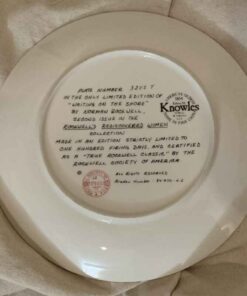 PLATE NUMBER
IN THE ONLY LIMITED EDITION OF
"WAITING ON THE SHORE"
BY NORMAN ROCKWELL,
SECOND ISSUE IN THE
ROCKWELL'S REDISCOVERED WOMEN
COLLECTION
MADE IN AN EDITION STRICTLY LIMITED TO
ONE HUNDRED FIRING DAYS, AND CERTIFIED
AS A "TRUE ROCKWELL CLASSIC" BY THE
ROCKWELL SOCIETY OF AMERICA
ALL RIGHTS RESERVED
Knowles